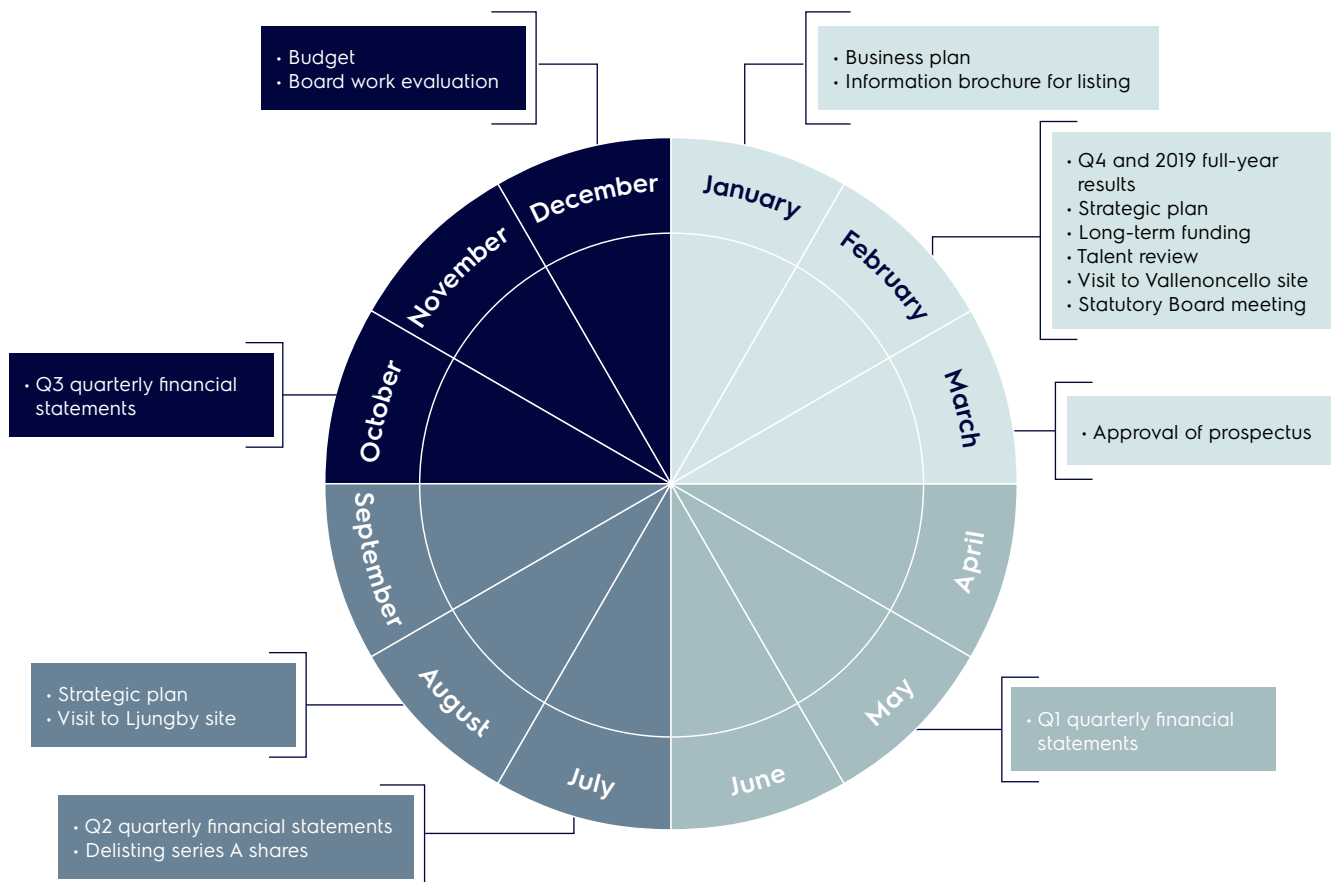 · Budget
· Board work evaluation
· Business plan
· Information brochure for listing
· Q4 and 2019 full-year
results
· Strategic plan
· Long-term funding
· Talent review
· Visit to Vallenoncello site
· Statutory Board meeting
· Approval of prospectus
· Q1 quarterly financial
statements
· Q2 quarterly financial statements
· Delisting series A shares
· Strategic plan
· Visit to Ljungby site
· Q3 quarterly financial
statements
January
February
March
April
May
June
July
August
September
October
November
December